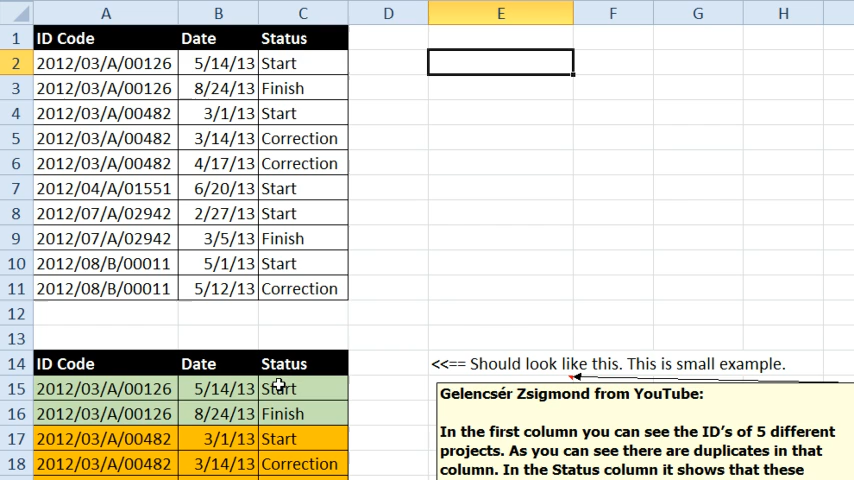 A B C D E F G H
1 ID Code Date Status
2 2012/03/A/00126 5/14/13 Start
3 2012/03/A/00126 8/24/13 Finish
4 2012/03/A/00482 3/1/13 Start
5 2012/03/A/00482 3/14/13 Correction
6 2012/03/A/00482 4/17/13 Correction
7 2012/04/A/01551 6/20/13 Start
8 2012/07/A/02942 2/27/13 Start
9 2012/07/A/02942 3/5/13 Finish
10 2012/08/B/00011 5/1/13 Start
11 2012/08/B/00011 5/12/13 Correction
12
13
14 ID Code Date Status <<== Should look like this. This is small example.
15 2012/03/A/00126 5/14/13 Start
16 2012/03/A/00126 8/24/13 Finish
17 2012/03/A/00482 3/1/13 Start
18 2012/03/A/00482 3/14/13 Correction
Gelencsér Zsigmond from YouTube:
In the first column you can see the ID's of 5 different
projects. As you can see there are duplicates in that
column. In the Status column it shows that these